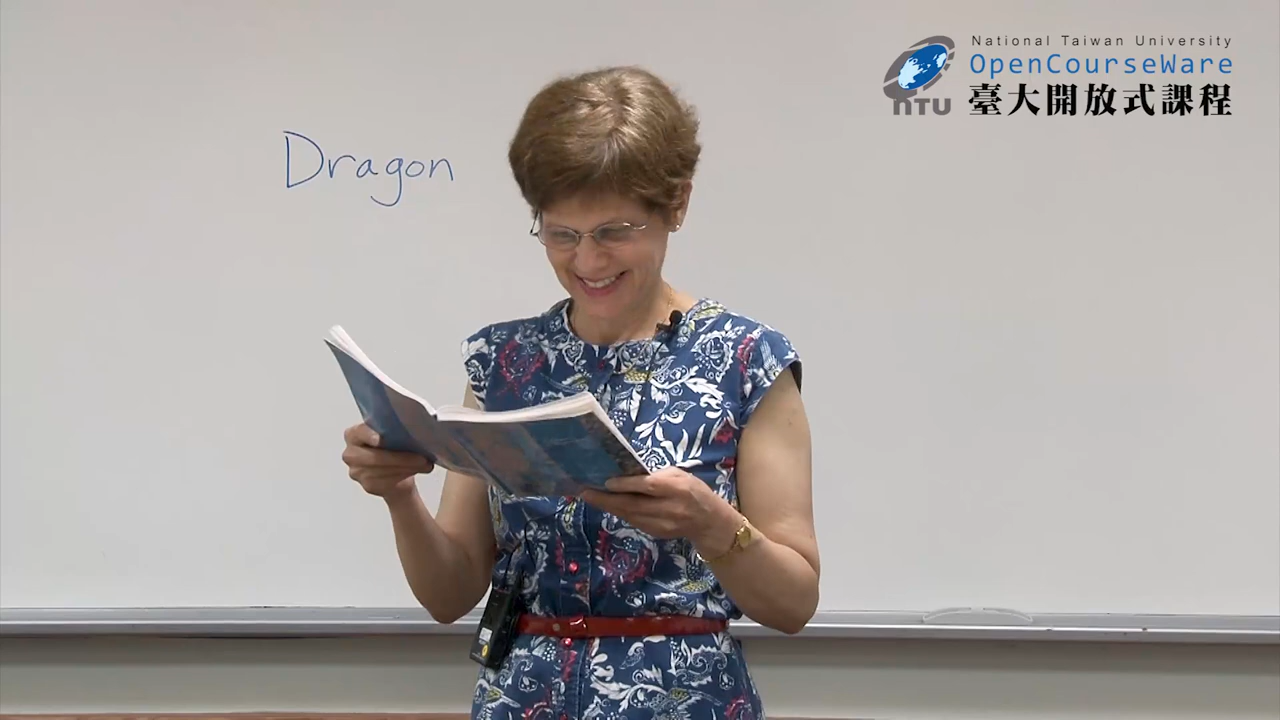 Dragon
National Taiwan University
OpenCourseWare
NTU
臺大開放式課程